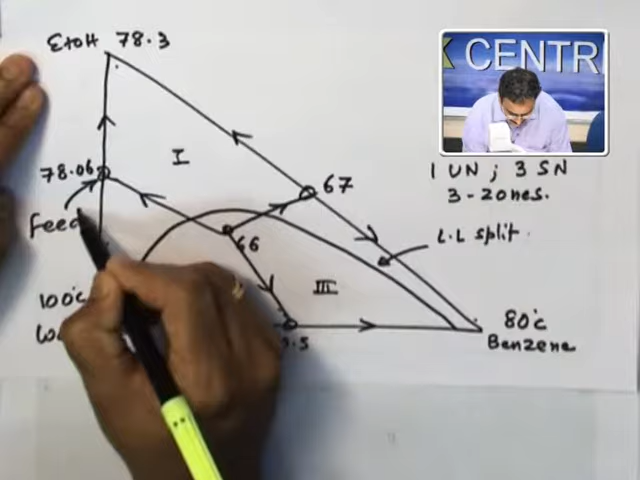 EtOH 78.3
CENTR
I
78.06
67
1 UN ; 3 SN
3-ZONES.
feed
66
L.L split.
III
100°c
80°c
Benzene